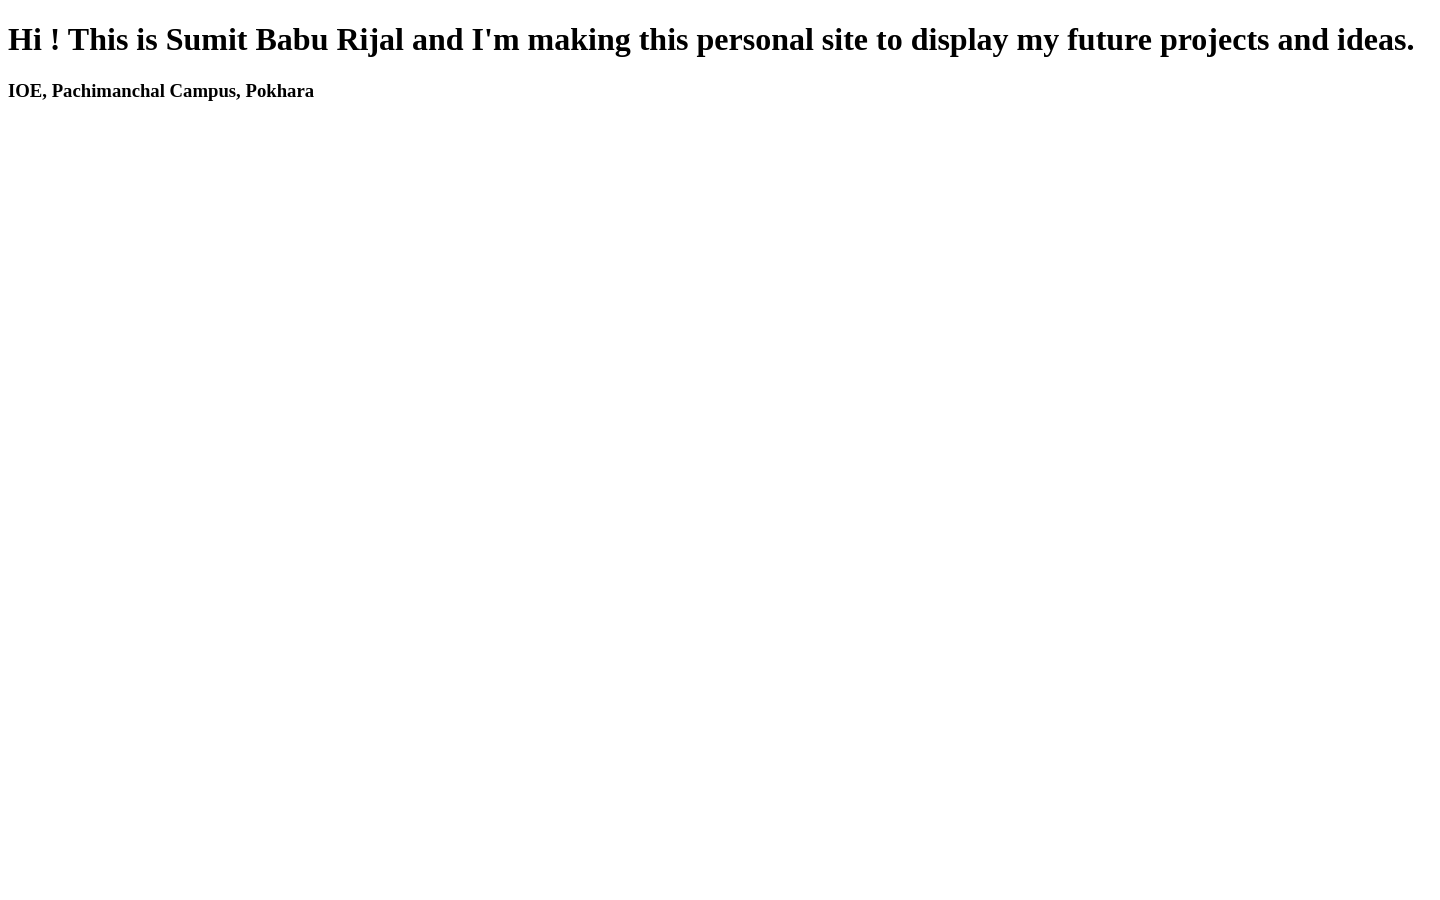 Hi ! This is Sumit Babu Rijal and I'm making this personal site to display my future projects and ideas.
IOE, Pachimanchal Campus, Pokhara